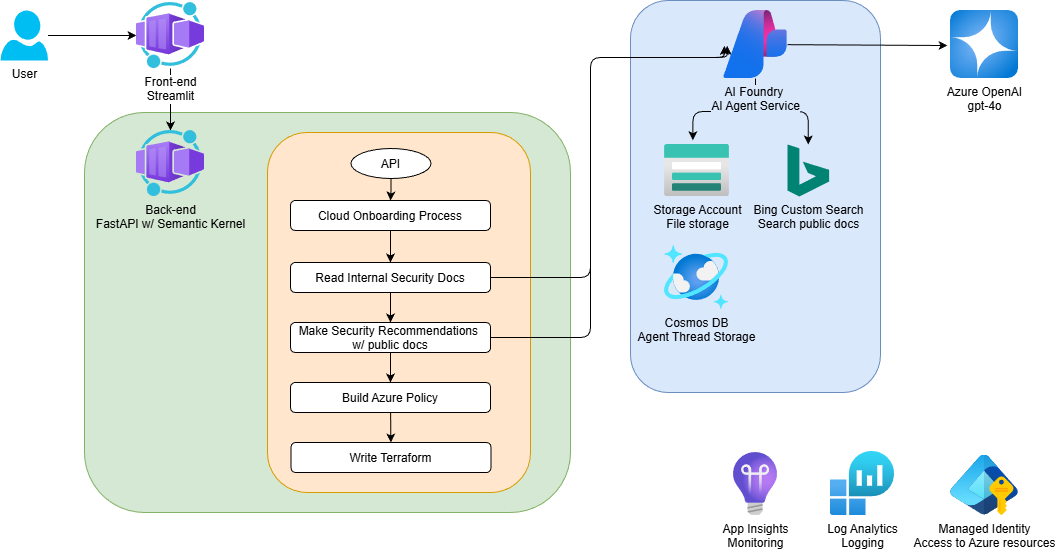 User
Front-end
Streamlit
Back-end
FastAPI w/ Semantic Kernel
API
Cloud Onboarding Process
Read Internal Security Docs
Make Security Recommendations
w/ public docs
Build Azure Policy
Write Terraform
AI Foundry
AI Agent Service
Storage Account
File storage
Bing Custom Search
Search public docs
Cosmos DB
Agent Thread Storage
Azure OpenAI
gpt-4o
App Insights
Monitoring
Log Analytics
Logging
Managed Identity
Access to Azure resources